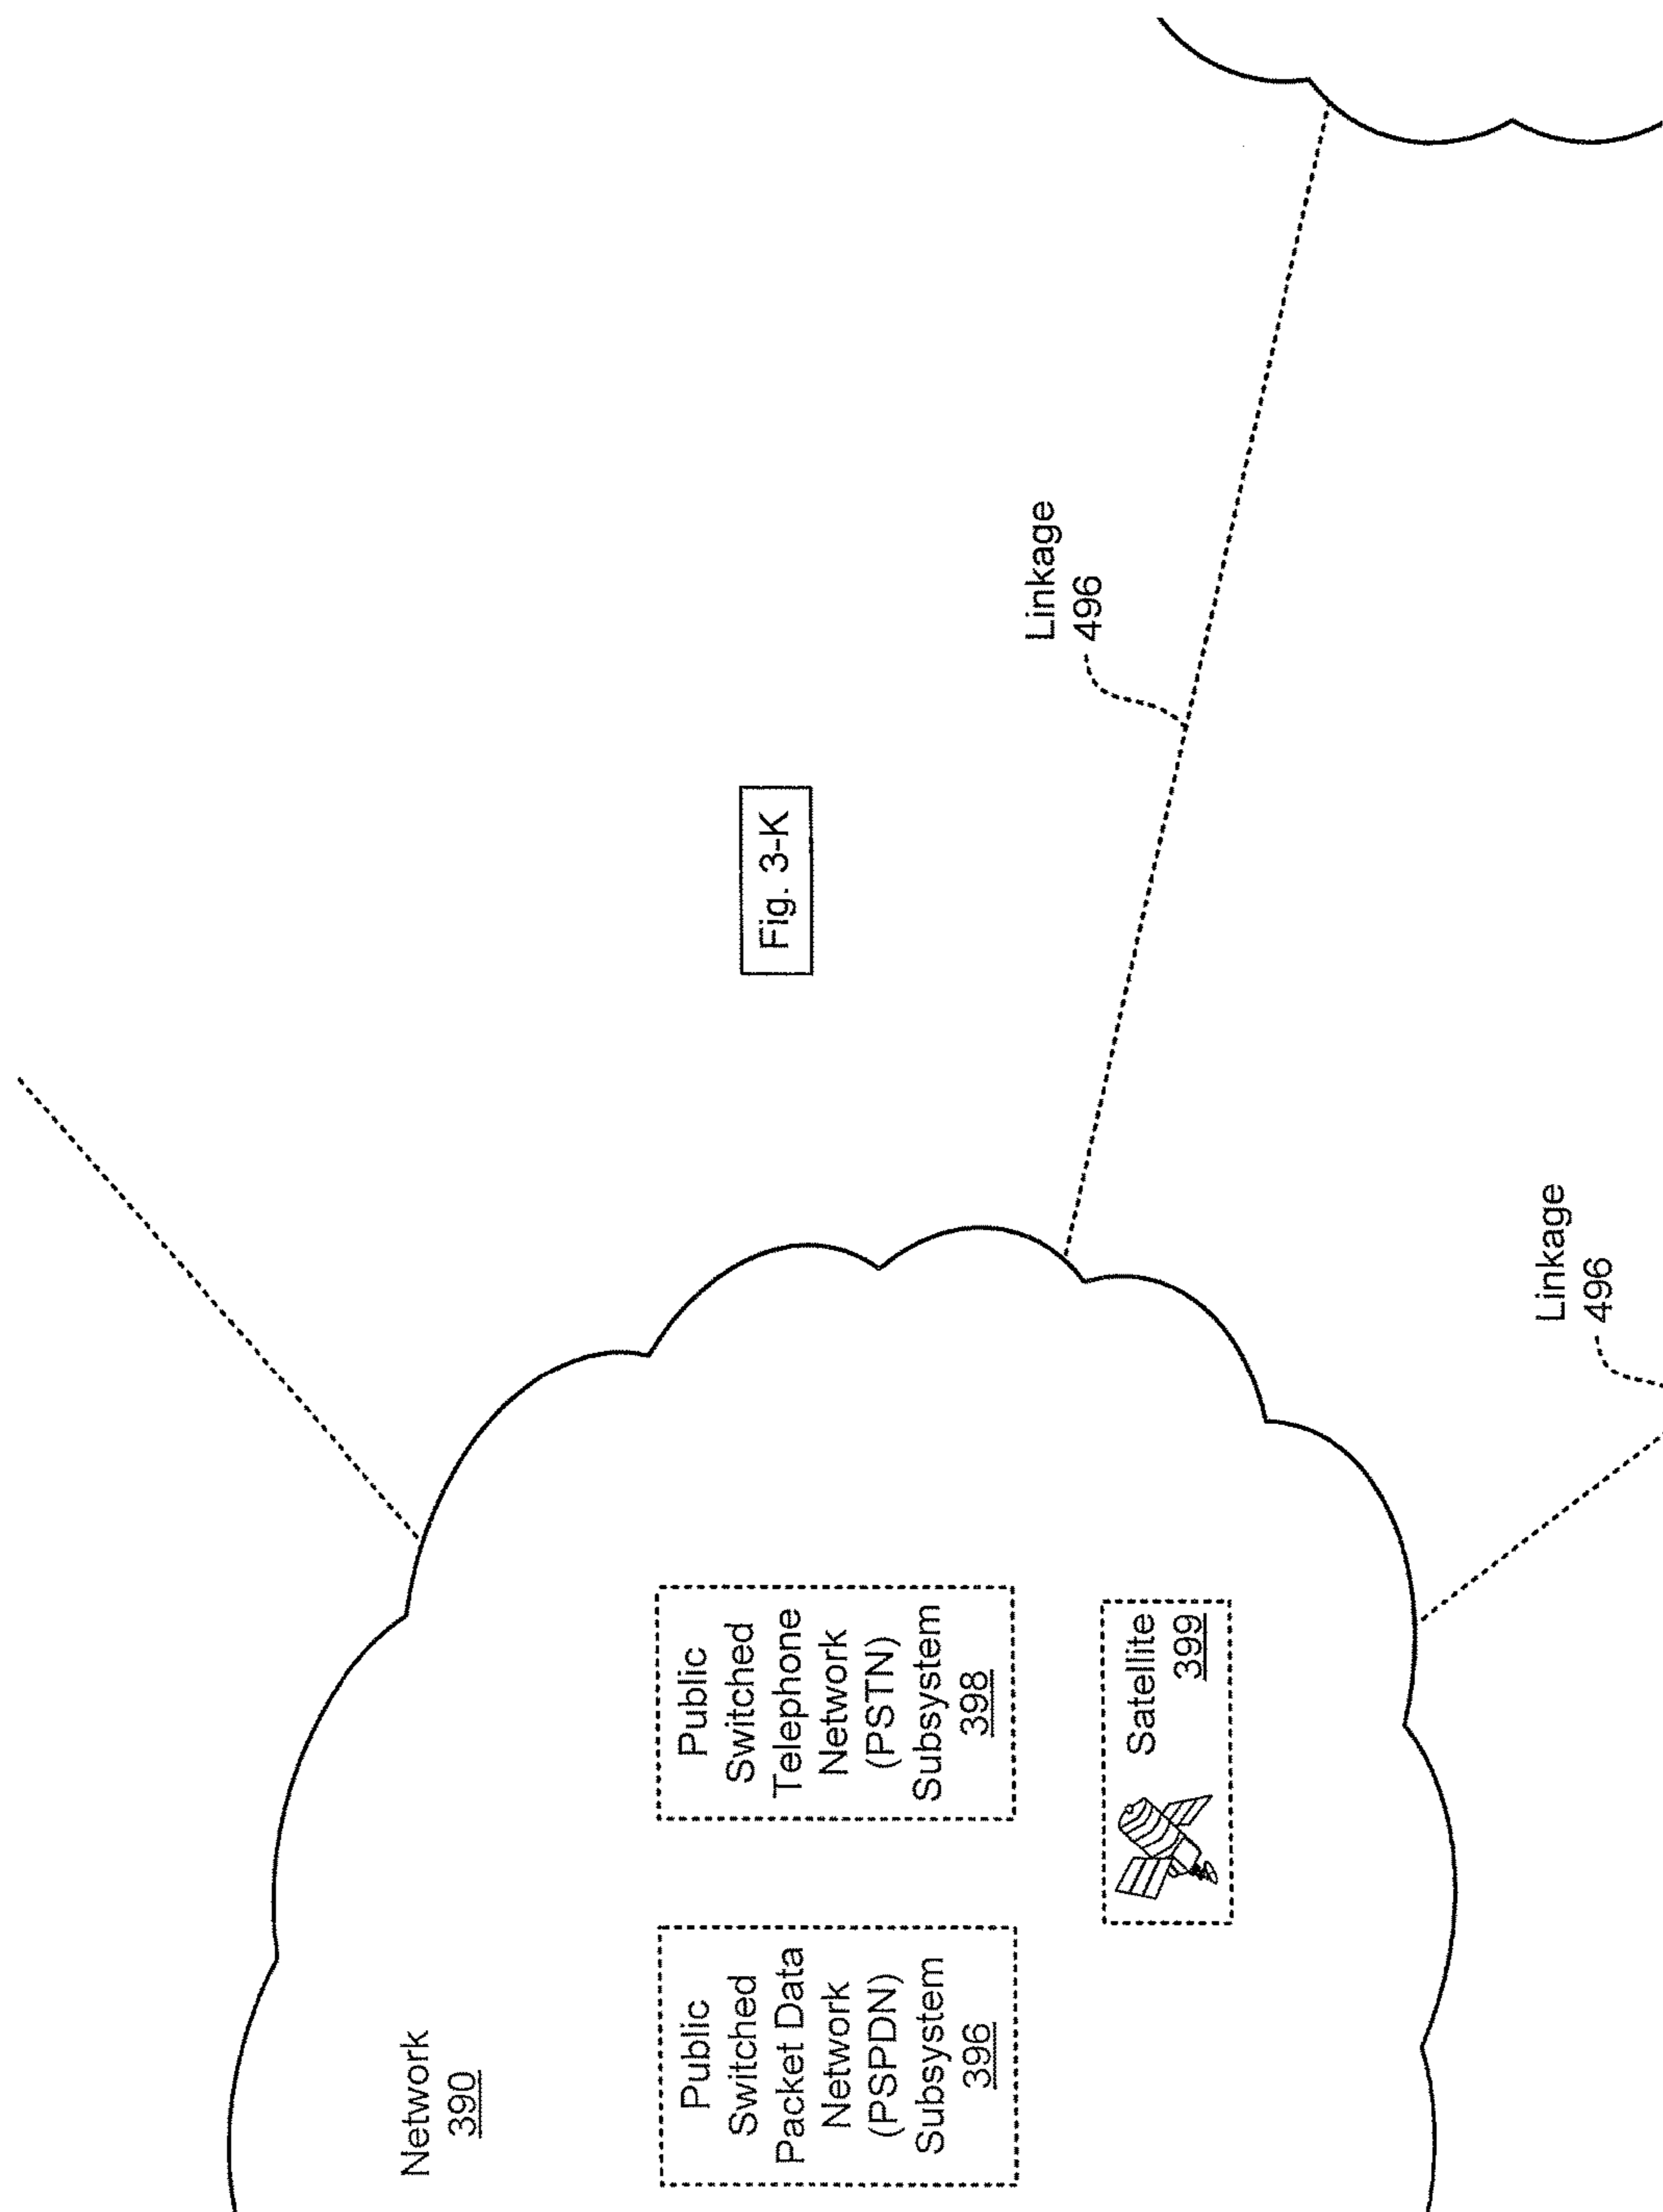 Network
390
Public
Switched
Packet Data
Network
(PSPDN)
Subsystem
396
Public
Switched
Telephone
Network
(PSTN)
Subsystem
398
Satellite
399
Fig. 3-K
Linkage
496
Linkage
496